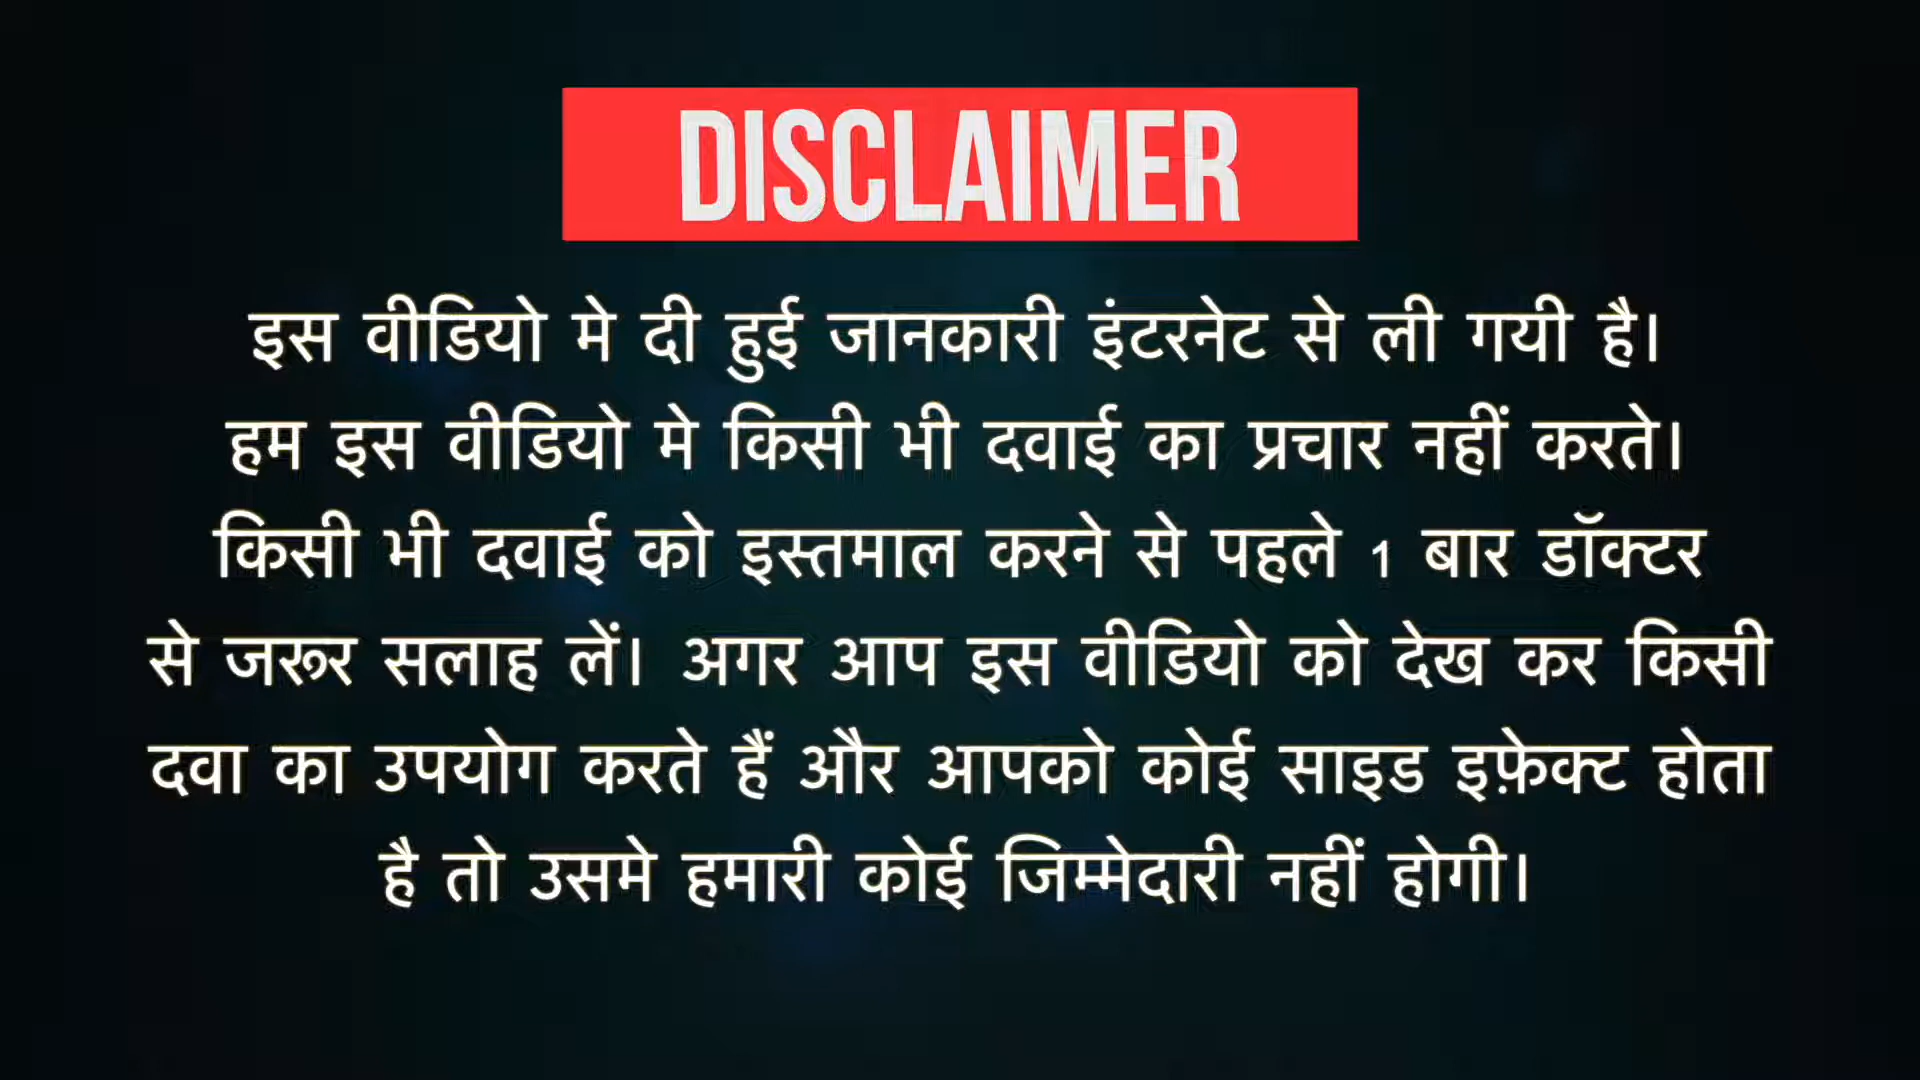 DISCLAIMER
इस वीडियो मे दी हुई जानकारी इंटरनेट से ली गयी है।
हम इस वीडियो मे किसी भी दवाई का प्रचार नहीं करते।
किसी भी दवाई को इस्तमाल करने से पहले 1 बार डॉक्टर
से जरूर सलाह लें। अगर आप इस वीडियो को देख कर किसी
दवा का उपयोग करते हैं और आपको कोई साइड इफ़ेक्ट होता
है तो उसमे हमारी कोई जिम्मेदारी नहीं होगी।